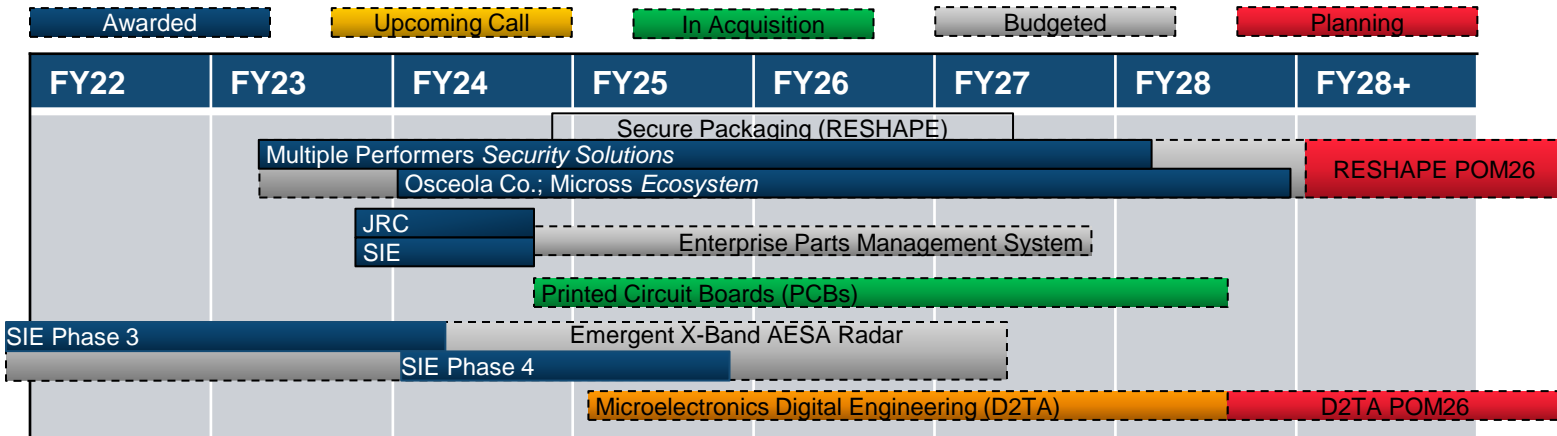 Awarded
Upcoming Call
In Acquisition
Budgeted
Planning
FY22
FY23
FY24
FY25
FY26
FY27
FY28
FY28+
Secure Packaging (RESHAPE)
Multiple Performers Security Solutions
RESHAPE POM26
Osceola Co.; Micross Ecosystem
JRC
Enterprise Parts Management System
SIE
Printed Circuit Boards (PCBs)
SIE Phase 3
Emergent X-Band AESA Radar
SIE Phase 4
Microelectronics Digital Engineering (D2TA)
D2TA POM26